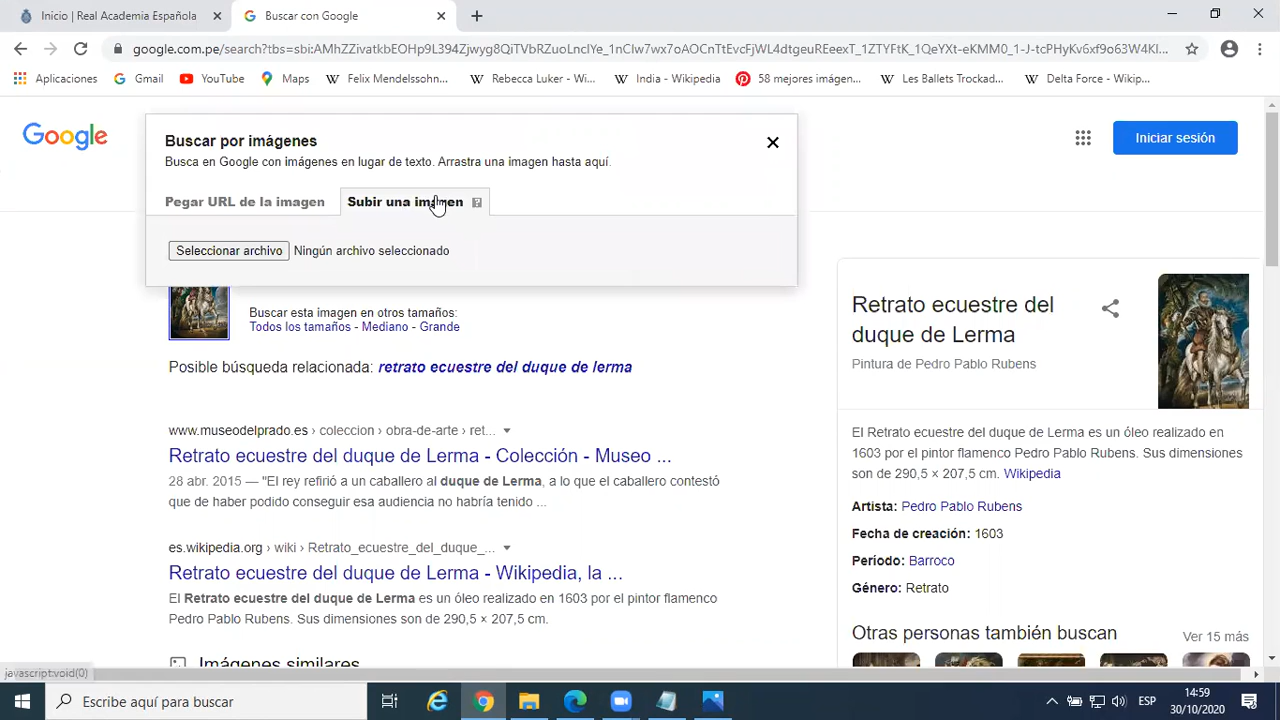 Inicio | Real Academia Española
Buscar con Google
google.com.pe/search?tbs=sbi:
Aplicaciones
Gmail
YouTube
Maps
Felix Mendelssohn...
Rebecca Luker - Wi...
India - Wikipedia
58 mejores imágen...
Les Ballets Trockad...
Delta Force - Wikip...
Google
Buscar por imágenes
Busca en Google con imágenes en lugar de texto. Arrastra una imagen hasta aquí.
Pegar URL de la imagen
Subir una imagen ?
Seleccionar archivo Ningún archivo seleccionado
Iniciar sesión
Buscar esta imagen en otros tamaños:
Todos los tamaños - Mediano - Grande
Posible búsqueda relacionada: retrato ecuestre del duque de lerma
www.museodelprado.es › coleccion › obra-de-arte › ret...
Retrato ecuestre del duque de Lerma - Colección - Museo ...
28 abr. 2015 — "El rey refirió a un caballero al duque de Lerma, a lo que el caballero contestó
que de haber podido conseguir esa audiencia no habría tenido ...
es.wikipedia.org › wiki › Retrato_ecuestre_del_duque_...
Retrato ecuestre del duque de Lerma - Wikipedia, la ...
El Retrato ecuestre del duque de Lerma es un óleo realizado en 1603 por el pintor flamenco
Pedro Pablo Rubens. Sus dimensiones son de 290,5 × 207,5 cm.
Imágenes similares
Retrato ecuestre del
duque de Lerma
Pintura de Pedro Pablo Rubens
El Retrato ecuestre del duque de Lerma es un óleo realizado en
1603 por el pintor flamenco Pedro Pablo Rubens. Sus dimensiones
son de 290,5 × 207,5 cm. Wikipedia
Artista: Pedro Pablo Rubens
Fecha de creación: 1603
Período: Barroco
Género: Retrato
Otras personas también buscan
Ver 15 más
javascript:void(0)
Escribe aquí para buscar
ESP
14:59
30/10/2020